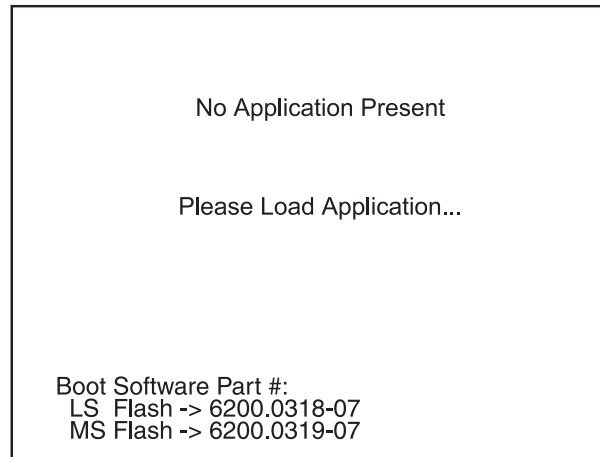 No Application Present
Please Load Application...
Boot Software Part #:
LS Flash -> 6200.0318-07
MS Flash -> 6200.0319-07